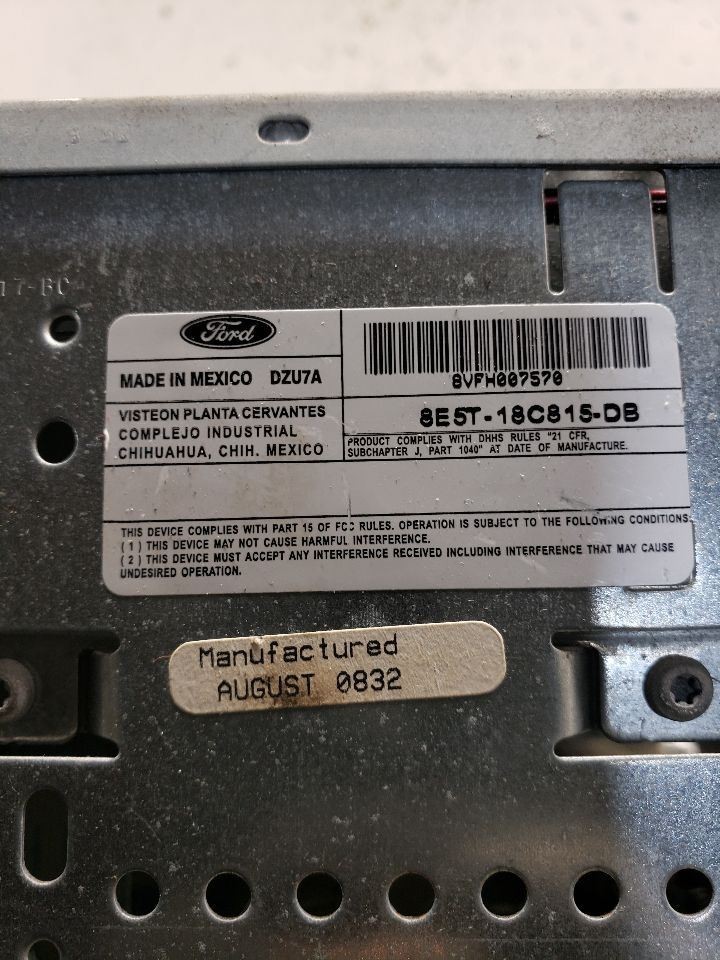 17-BC
Ford
MADE IN MEXICO DZU7A
8VFH007570
VISTEON PLANTA CERVANTES
COMPLEJO INDUSTRIAL
CHIHUAHUA, CHIH. MEXICO
8E5T-18C815-DB
PRODUCT COMPLIES WITH DHHS RULES "21 CFR,
SUBCHAPTER J, PART 1040" AT DATE OF MANUFACTURE.
THIS DEVICE COMPLIES WITH PART 15 OF FCC RULES. OPERATION IS SUBJECT TO THE FOLLOWING CONDITIONS:
(1) THIS DEVICE MAY NOT CAUSE HARMFUL INTERFERENCE.
(2) THIS DEVICE MUST ACCEPT ANY INTERFERENCE RECEIVED INCLUDING INTERFERENCE THAT MAY CAUSE
UNDESIRED OPERATION.
Manufactured
AUGUST 0832